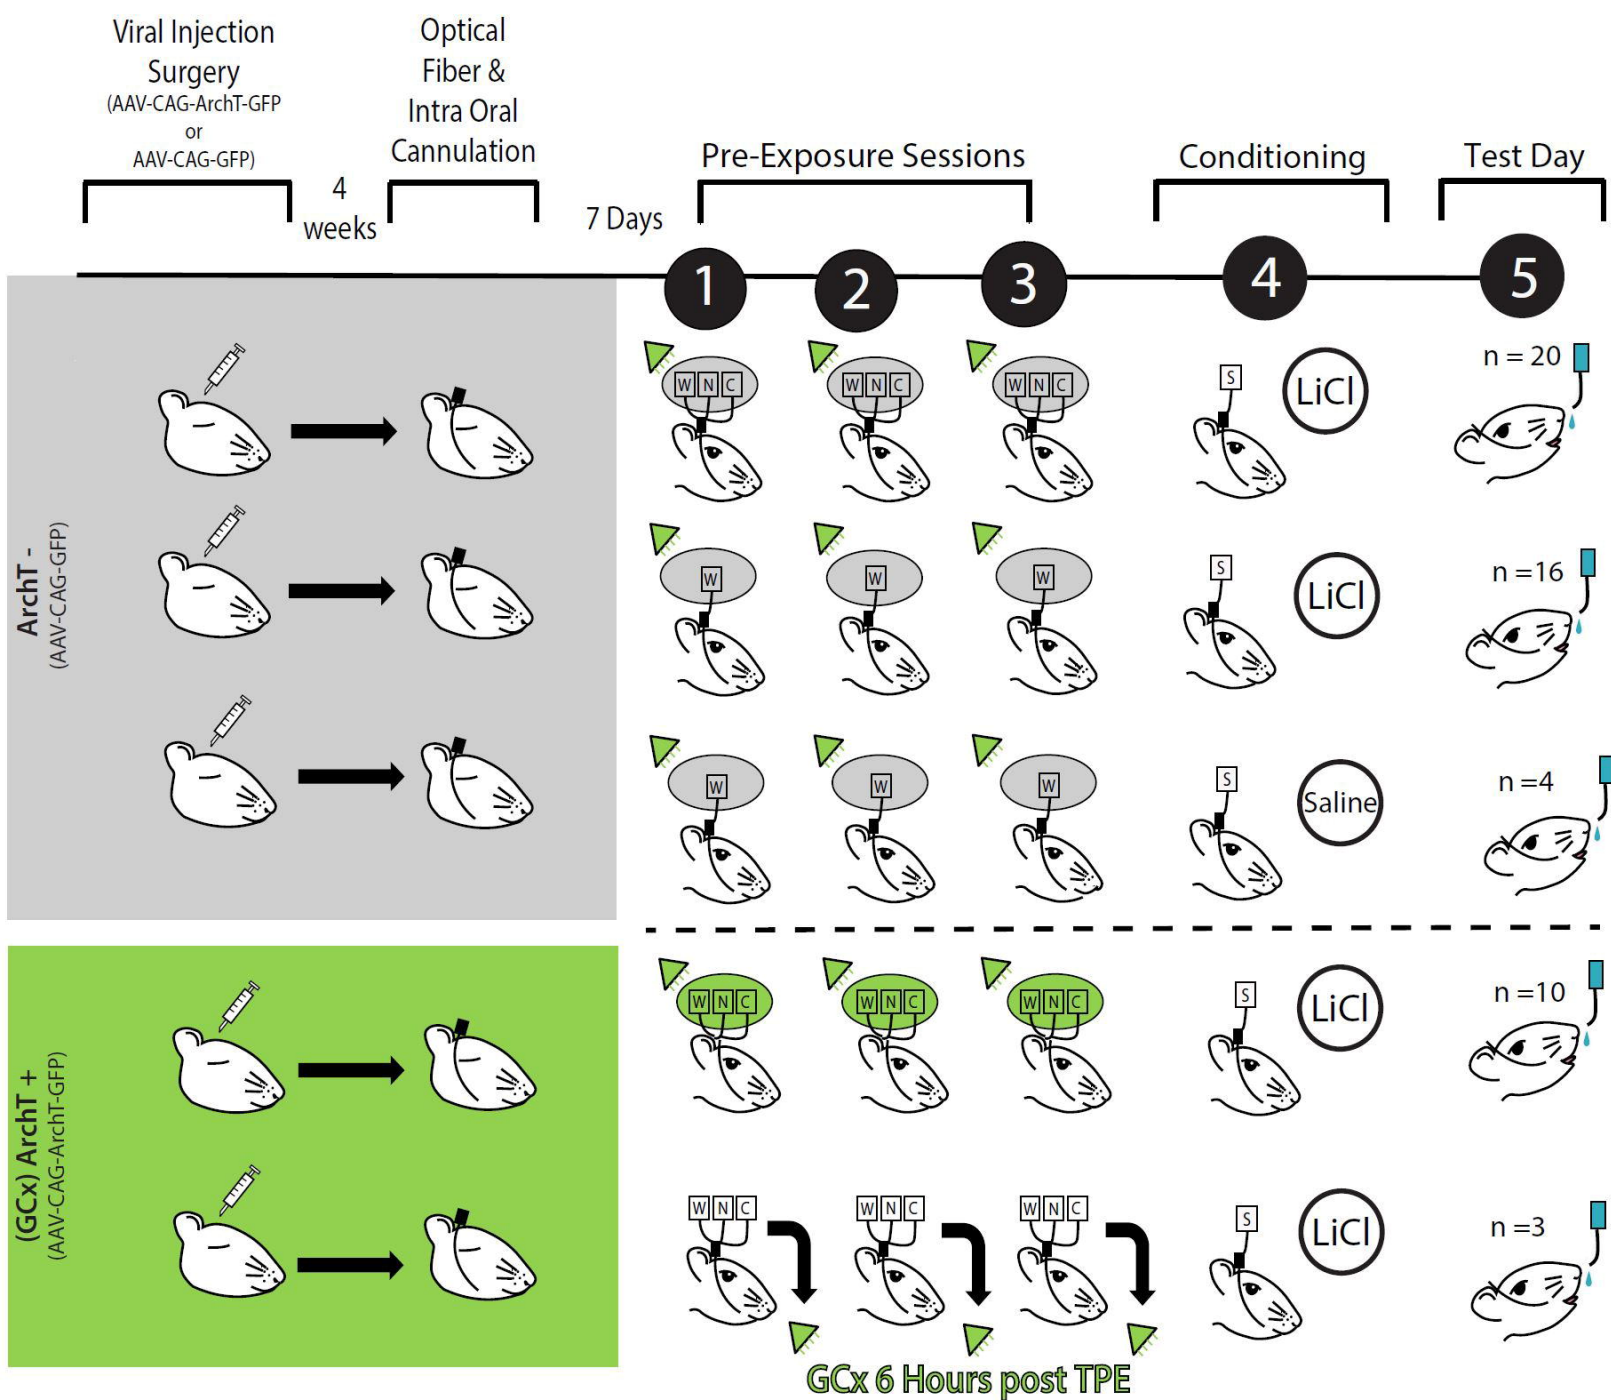 Viral Injection
Surgery
(AAV-CAG-ArchT-GFP
or
AAV-CAG-GFP)
4
weeks
Optical
Fiber &
Intra Oral
Cannulation
7 Days
Pre-Exposure Sessions
Conditioning
Test Day
1 2 3 4 5
ArchT -
(AAV-CAG-GFP)
W N C W N C W N C S LiCl n = 20
W W W S LiCl n =16
W W W S Saline n =4
(GCx) ArchT +
(AAV-CAG-ArchT-GFP)
W N C W N C W N C S LiCl n =10
W N C W N C W N C S LiCl n =3
GCx 6 Hours post TPE